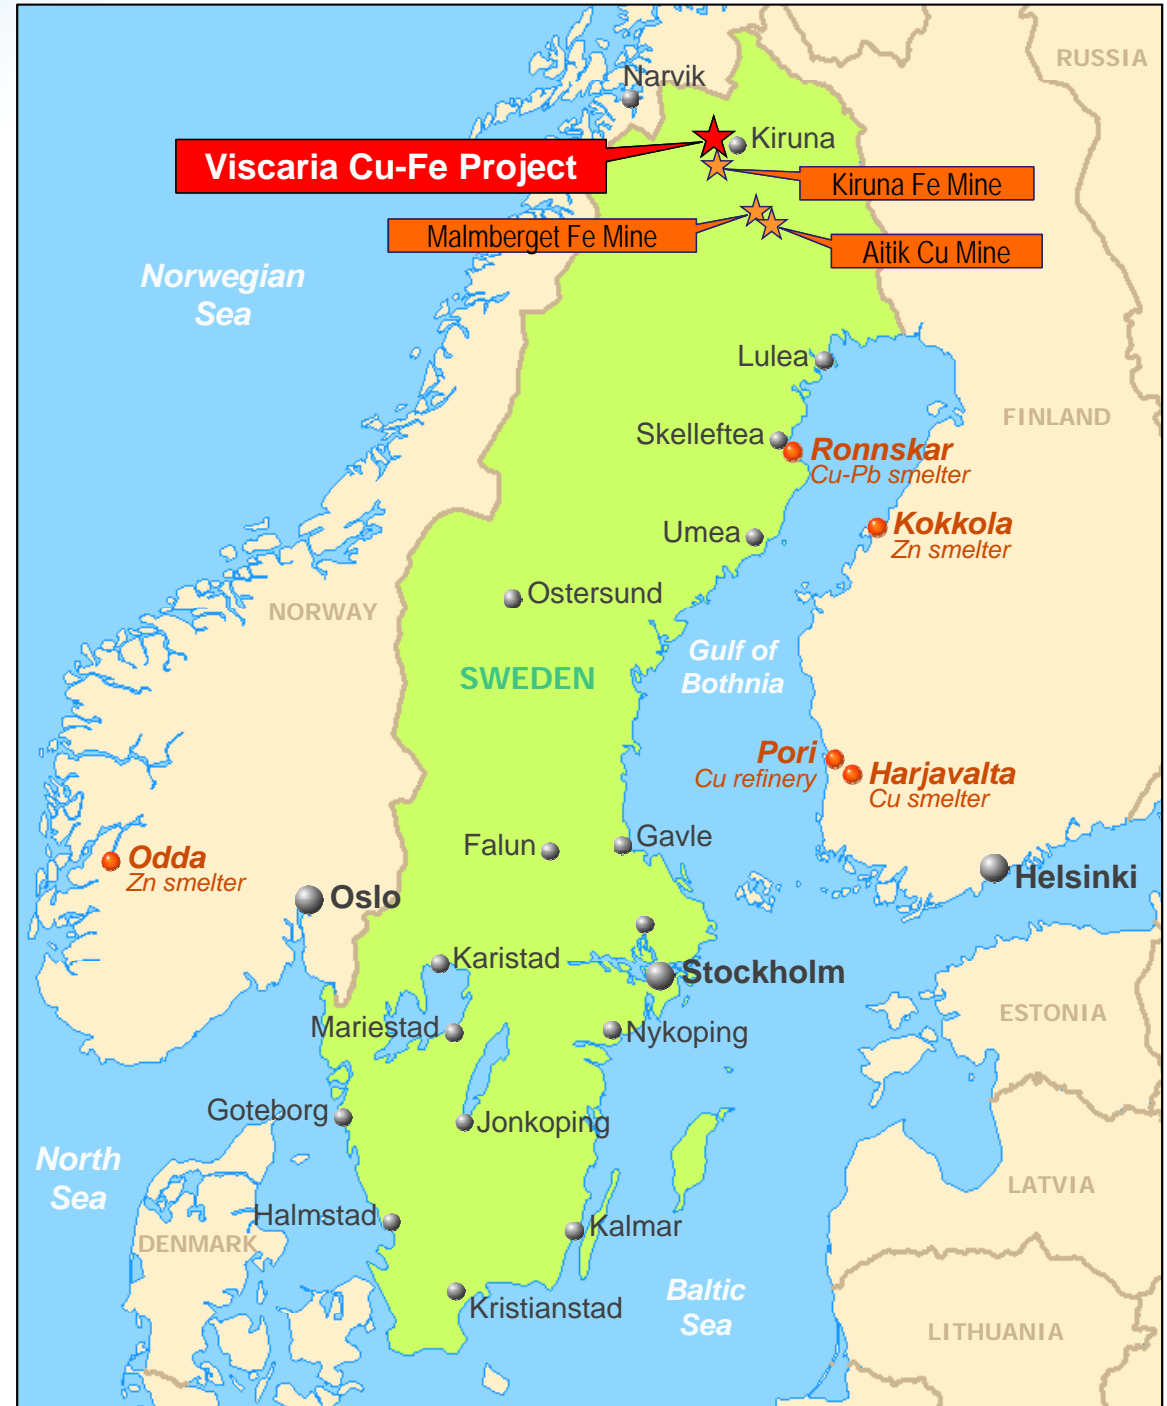 RUSSIA
Narvik
Kiruna
Viscaria Cu-Fe Project
Kiruna Fe Mine
Malmberget Fe Mine
Aitik Cu Mine
Norwegian
Sea
Lulea
FINLAND
Skelleftea
Ronnskar
Cu-Pb smelter
Kokkola
Zn smelter
Umea
Ostersund
NORWAY
Gulf of
Bothnia
SWEDEN
Pori
Cu refinery
Harjavalta
Cu smelter
Falun
Gavle
Odda
Zn smelter
Oslo
Helsinki
Karistad
Stockholm
ESTONIA
Mariestad
Nykoping
Goteborg
Jonkoping
North
Sea
LATVIA
Halmstad
Kalmar
DENMARK
Baltic
Sea
Kristianstad
LITHUANIA